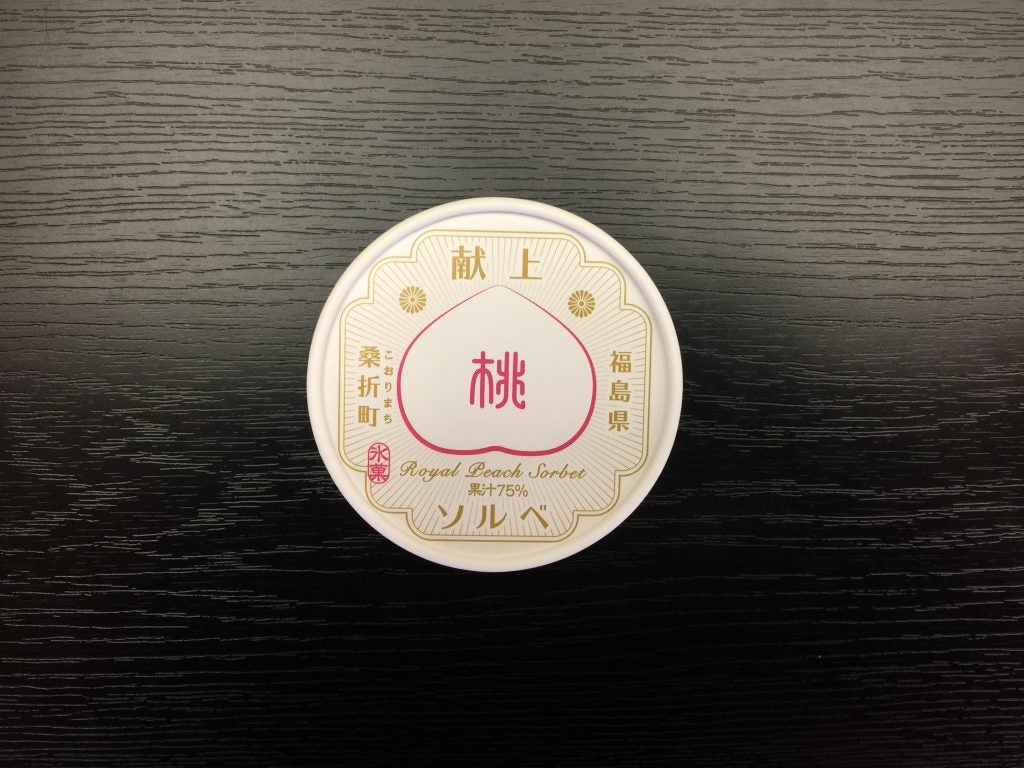 献上
福島県
桃
桑折町
こおりまち
氷菓
Royal Peach Sorbet
果汁75%
ソルベ